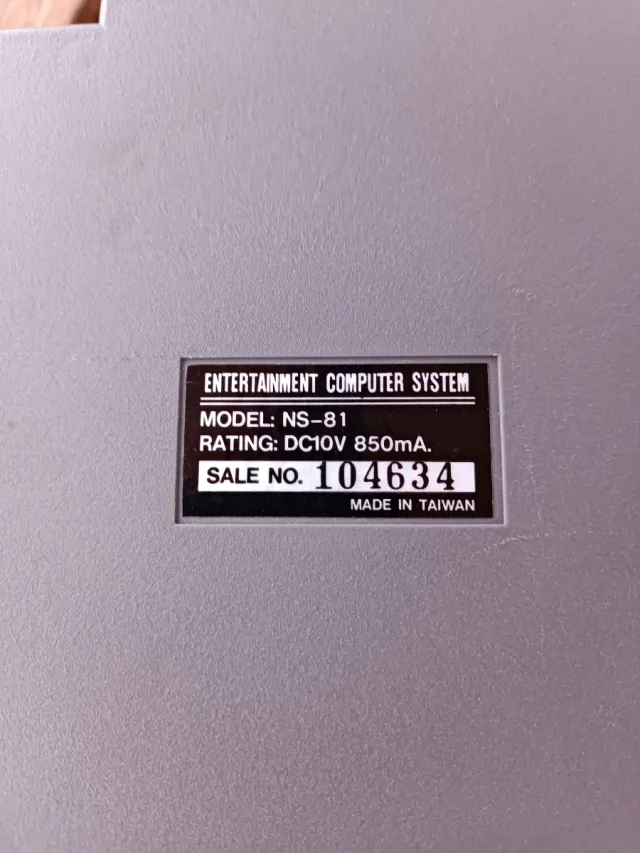 ENTERTAINMENT COMPUTER SYSTEM
MODEL: NS-81
RATING: DC10V 850mA.
SALE NO. 104634
MADE IN TAIWAN